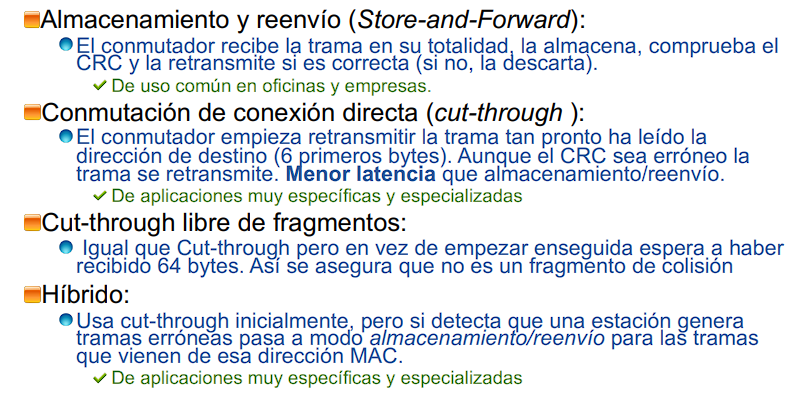 Almacenamiento y reenvío (Store-and-Forward):
El conmutador recibe la trama en su totalidad, la almacena, comprueba el
CRC y la retransmite si es correcta (si no, la descarta).
De uso común en oficinas y empresas.
Conmutación de conexión directa (cut-through ):
El conmutador empieza retransmitir la trama tan pronto ha leído la
dirección de destino (6 primeros bytes). Aunque el CRC sea erróneo la
trama se retransmite. Menor latencia que almacenamiento/reenvío.
De aplicaciones muy específicas y especializadas
Cut-through libre de fragmentos:
Igual que Cut-through pero en vez de empezar enseguida espera a haber
recibido 64 bytes. Así se asegura que no es un fragmento de colisión
Híbrido:
Usa cut-through inicialmente, pero si detecta que una estación genera
tramas erróneas pasa a modo almacenamiento/reenvío para las tramas
que vienen de esa dirección MAC.
De aplicaciones muy específicas y especializadas